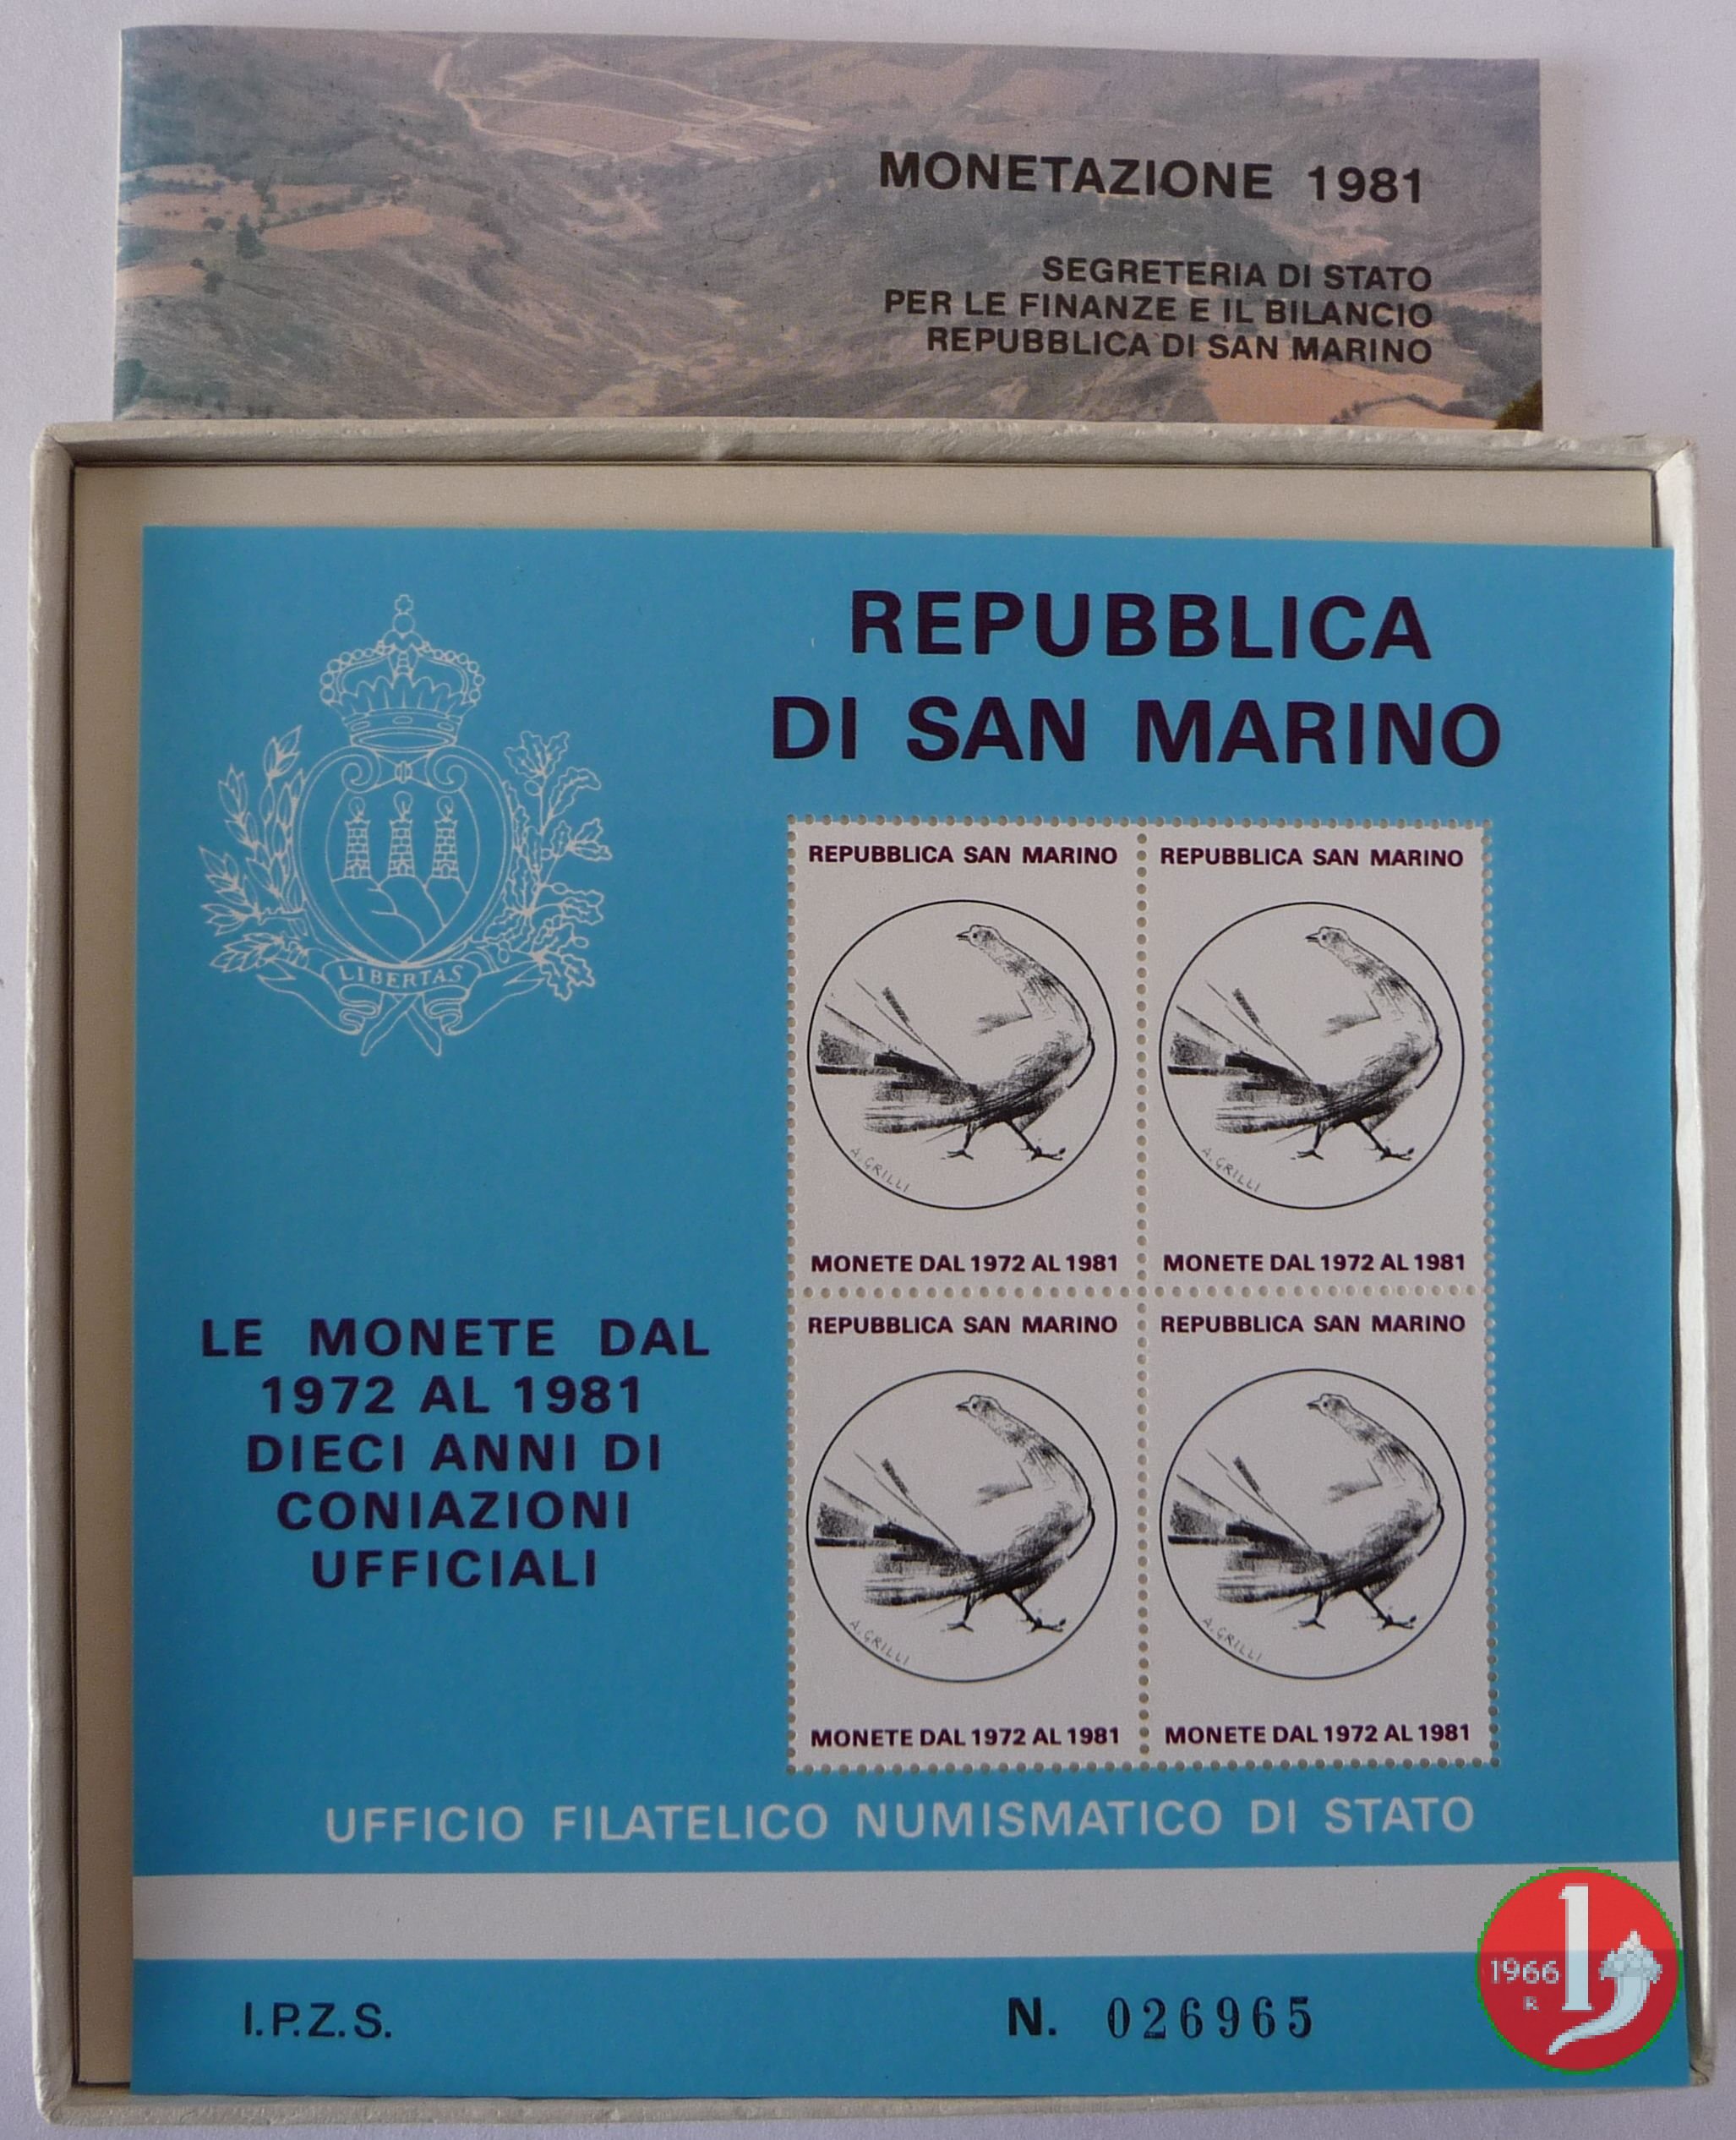 MONETAZIONE 1981
SEGRETERIA DI STATO
PER LE FINANZE E IL BILANCIO
REPUBBLICA DI SAN MARINO
REPUBBLICA
DI SAN MARINO
LIBERTAS
REPUBBLICA SAN MARINO
A. GRILLI
MONETE DAL 1972 AL 1981
REPUBBLICA SAN MARINO
A. GRILLI
MONETE DAL 1972 AL 1981
REPUBBLICA SAN MARINO
A. GRILLI
MONETE DAL 1972 AL 1981
REPUBBLICA SAN MARINO
A. GRILLI
MONETE DAL 1972 AL 1981
LE MONETE DAL
1972 AL 1981
DIECI ANNI DI
CONIAZIONI
UFFICIALI
UFFICIO FILATELICO NUMISMATICO DI STATO
I.P.Z.S.
N. 026965
1
1966
R